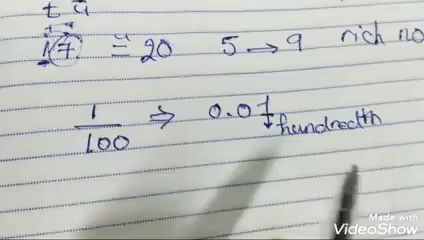 t u
17 = 20 5 → 9 rich no
1/100 ⇒ 0.01
hundredth
Made with
VideoShow